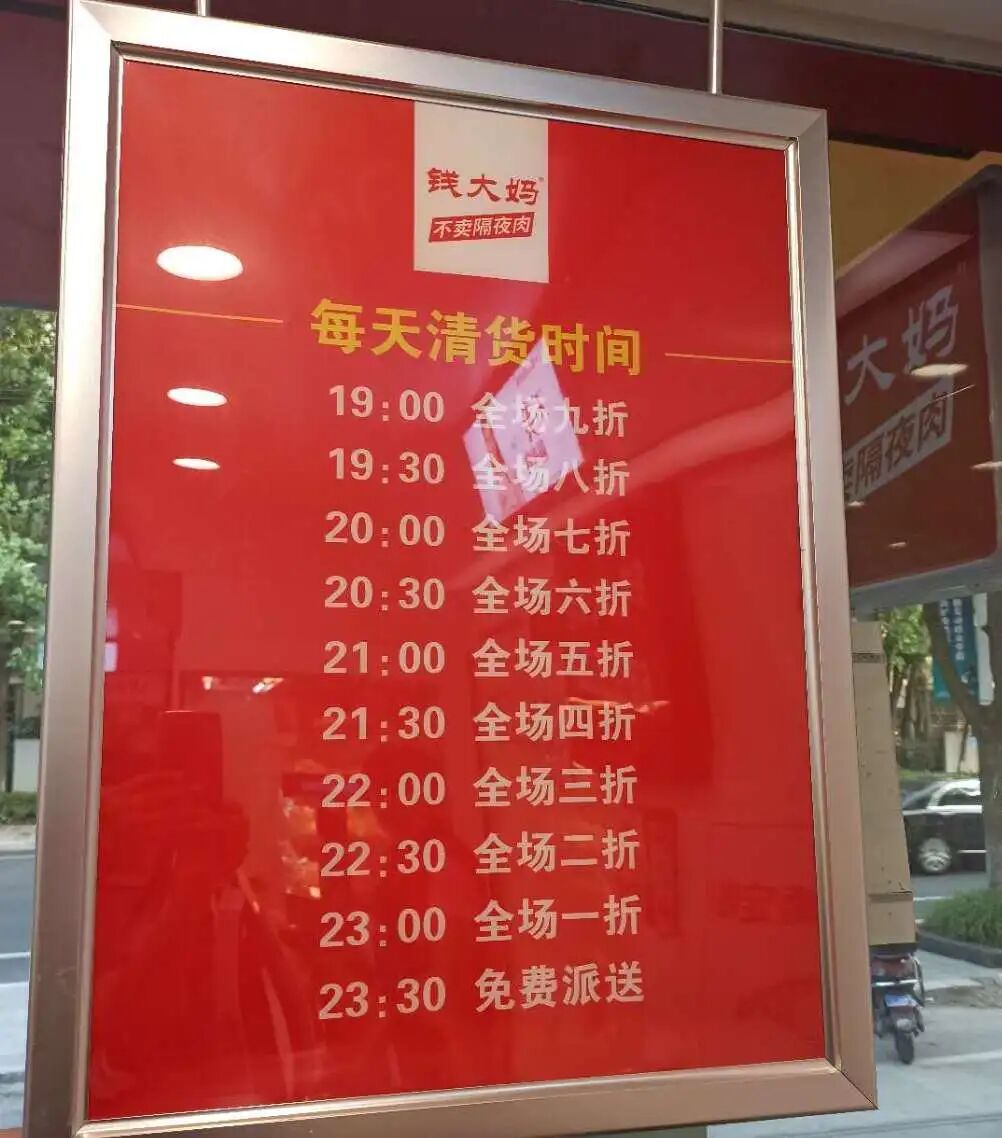 钱大妈
不卖隔夜肉
每天清货时间
19:00 全场九折
19:30 全场八折
20:00 全场七折
20:30 全场六折
21:00 全场五折
21:30 全场四折
22:00 全场三折
22:30 全场二折
23:00 全场一折
23:30 免费派送
大妈
隔夜肉